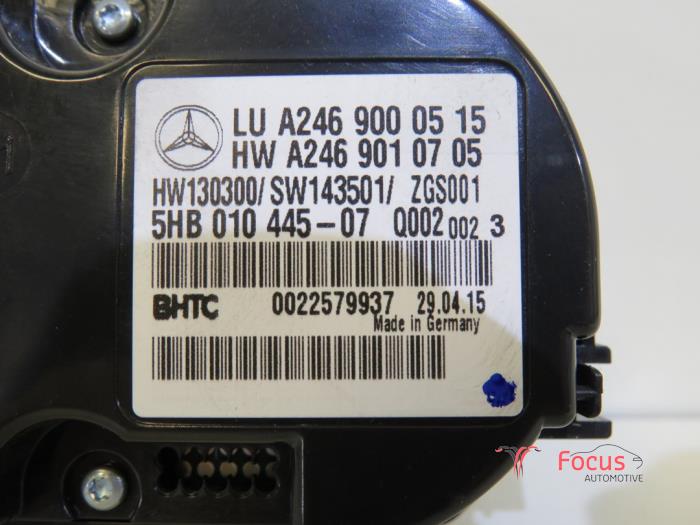 LU A246 900 05 15
HW A246 901 07 05
HW130300/ SW143501/ ZGS001
5HB 010 445-07 Q002 002 3
BHTC 0022579937 29.04.15
Made in Germany
Focus
AUTOMOTIVE